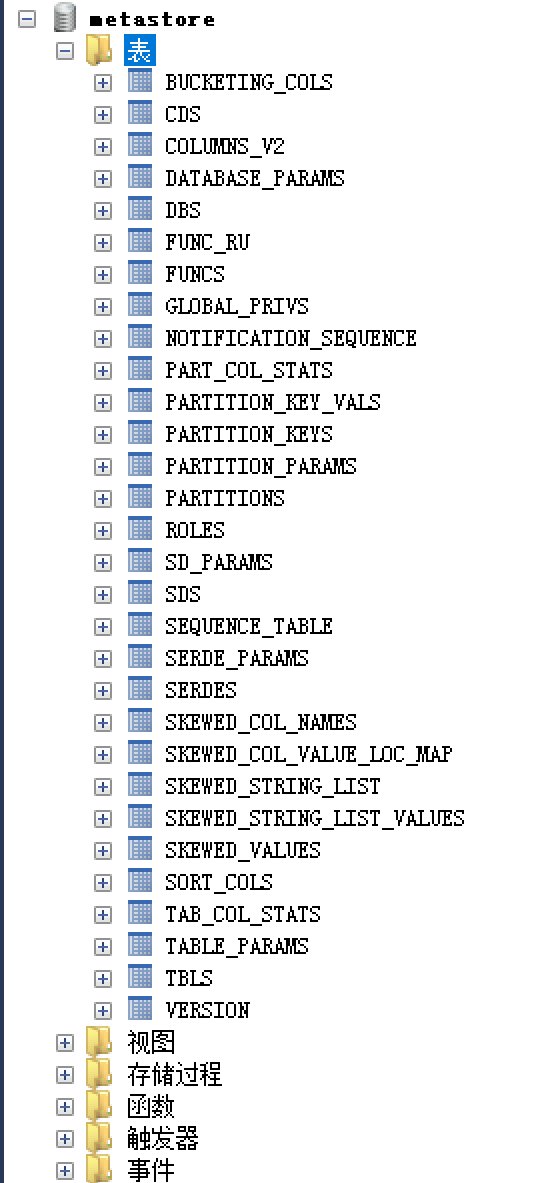 metastore
表
BUCKETING_COLS
CDS
COLUMNS_V2
DATABASE_PARAMS
DBS
FUNC_RU
FUNCS
GLOBAL_PRIVS
NOTIFICATION_SEQUENCE
PART_COL_STATS
PARTITION_KEY_VALS
PARTITION_KEYS
PARTITION_PARAMS
PARTITIONS
ROLES
SD_PARAMS
SDS
SEQUENCE_TABLE
SERDE_PARAMS
SERDES
SKEWED_COL_NAMES
SKEWED_COL_VALUE_LOC_MAP
SKEWED_STRING_LIST
SKEWED_STRING_LIST_VALUES
SKEWED_VALUES
SORT_COLS
TAB_COL_STATS
TABLE_PARAMS
TBLS
VERSION
视图
存储过程
函数
触发器
事件